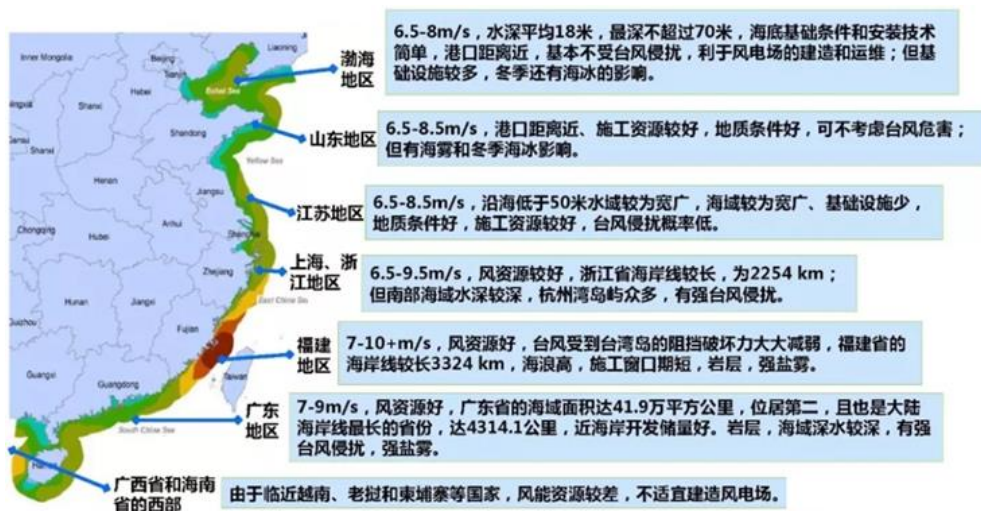 渤海
地区
6.5-8m/s，水深平均18米，最深不超过70米，海底基础条件和安装技术
简单，港口距离近，基本不受台风侵扰，利于风电场的建造和运维；但基
础设施较多，冬季还有海冰的影响。
山东地区
6.5-8.5m/s，港口距离近、施工资源较好，地质条件好，可不考虑台风危害；
但有海雾和冬季海冰影响。
江苏地区
6.5-8.5m/s，沿海低于50米水域较为宽广，海域较为宽广、基础设施少，
地质条件好，施工资源较好，台风侵扰概率低。
上海、浙
江地区
6.5-9.5m/s，风资源较好，浙江省海岸线较长，为2254 km；
但南部海域水深较深，杭州湾岛屿众多，有强台风侵扰。
福建
地区
7-10+m/s，风资源好，台风受到台湾岛的阻挡破坏力大大减弱，福建省的
海岸线较长3324 km，海浪高，施工窗口期短，岩层，强盐雾。
广东
地区
7-9m/s，风资源好，广东省的海域面积达41.9万平方公里，位居第二，且也是大陆
海岸线最长的省份，达4314.1公里，近海岸开发储量好。岩层，海域深水较深，有强
台风侵扰，强盐雾。
广西省和海南
省的西部
由于临近越南、老挝和柬埔寨等国家，风能资源较差，不适宜建造风电场。
Inner Mongolia
Beijing
Liaoning
Tianjin
Hebei
Bohai Sea
Shanxi
Shandong
Yellow Sea
Shanxi
Henan
Jiangsu
Anhui
Shanghai
Chongqing
Hubei
Zhejiang
East China Sea
Hunan
Jiangxi
Guizhou
Fujian
Taiwan
Guangxi
Guangdong
South China Sea